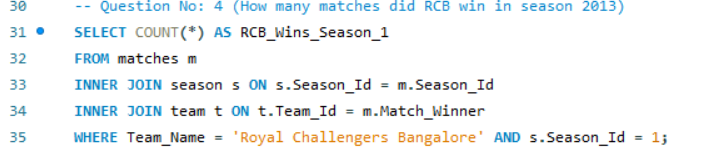 30 -- Question No: 4 (How many matches did RCB win in season 2013)
31 SELECT COUNT(*) AS RCB_Wins_Season_1
32 FROM matches m
33 INNER JOIN season s ON s.Season_Id = m.Season_Id
34 INNER JOIN team t ON t.Team_Id = m.Match_Winner
35 WHERE Team_Name = 'Royal Challengers Bangalore' AND s.Season_Id = 1;